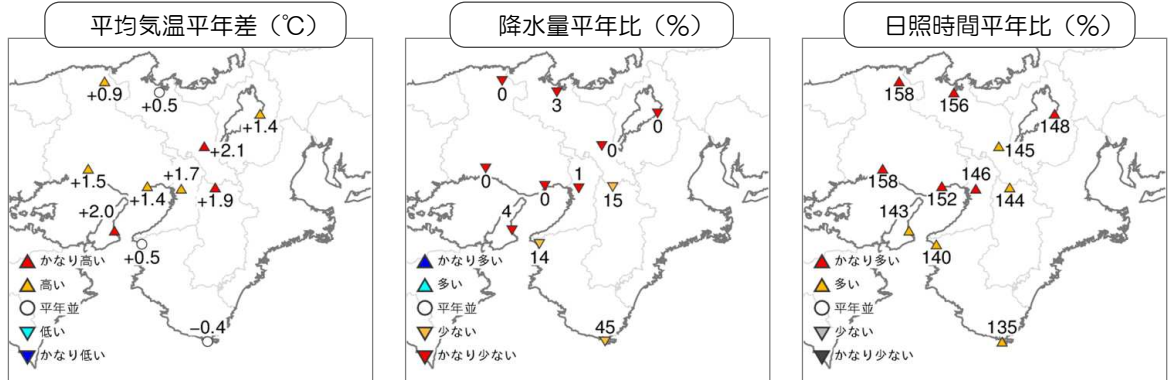 平均気温平年差（℃）
+0.9
+0.5
+1.4
+2.1
+1.5
+1.7
+1.4
+1.9
+2.0
+0.5
−0.4
かなり高い
高い
平年並
低い
かなり低い
降水量平年比（%）
0
3
0
0
0
1
0
15
4
14
45
かなり多い
多い
平年並
少ない
かなり少ない
日照時間平年比（%）
158
156
148
145
158
146
152
144
143
140
135
かなり多い
多い
平年並
少ない
かなり少ない